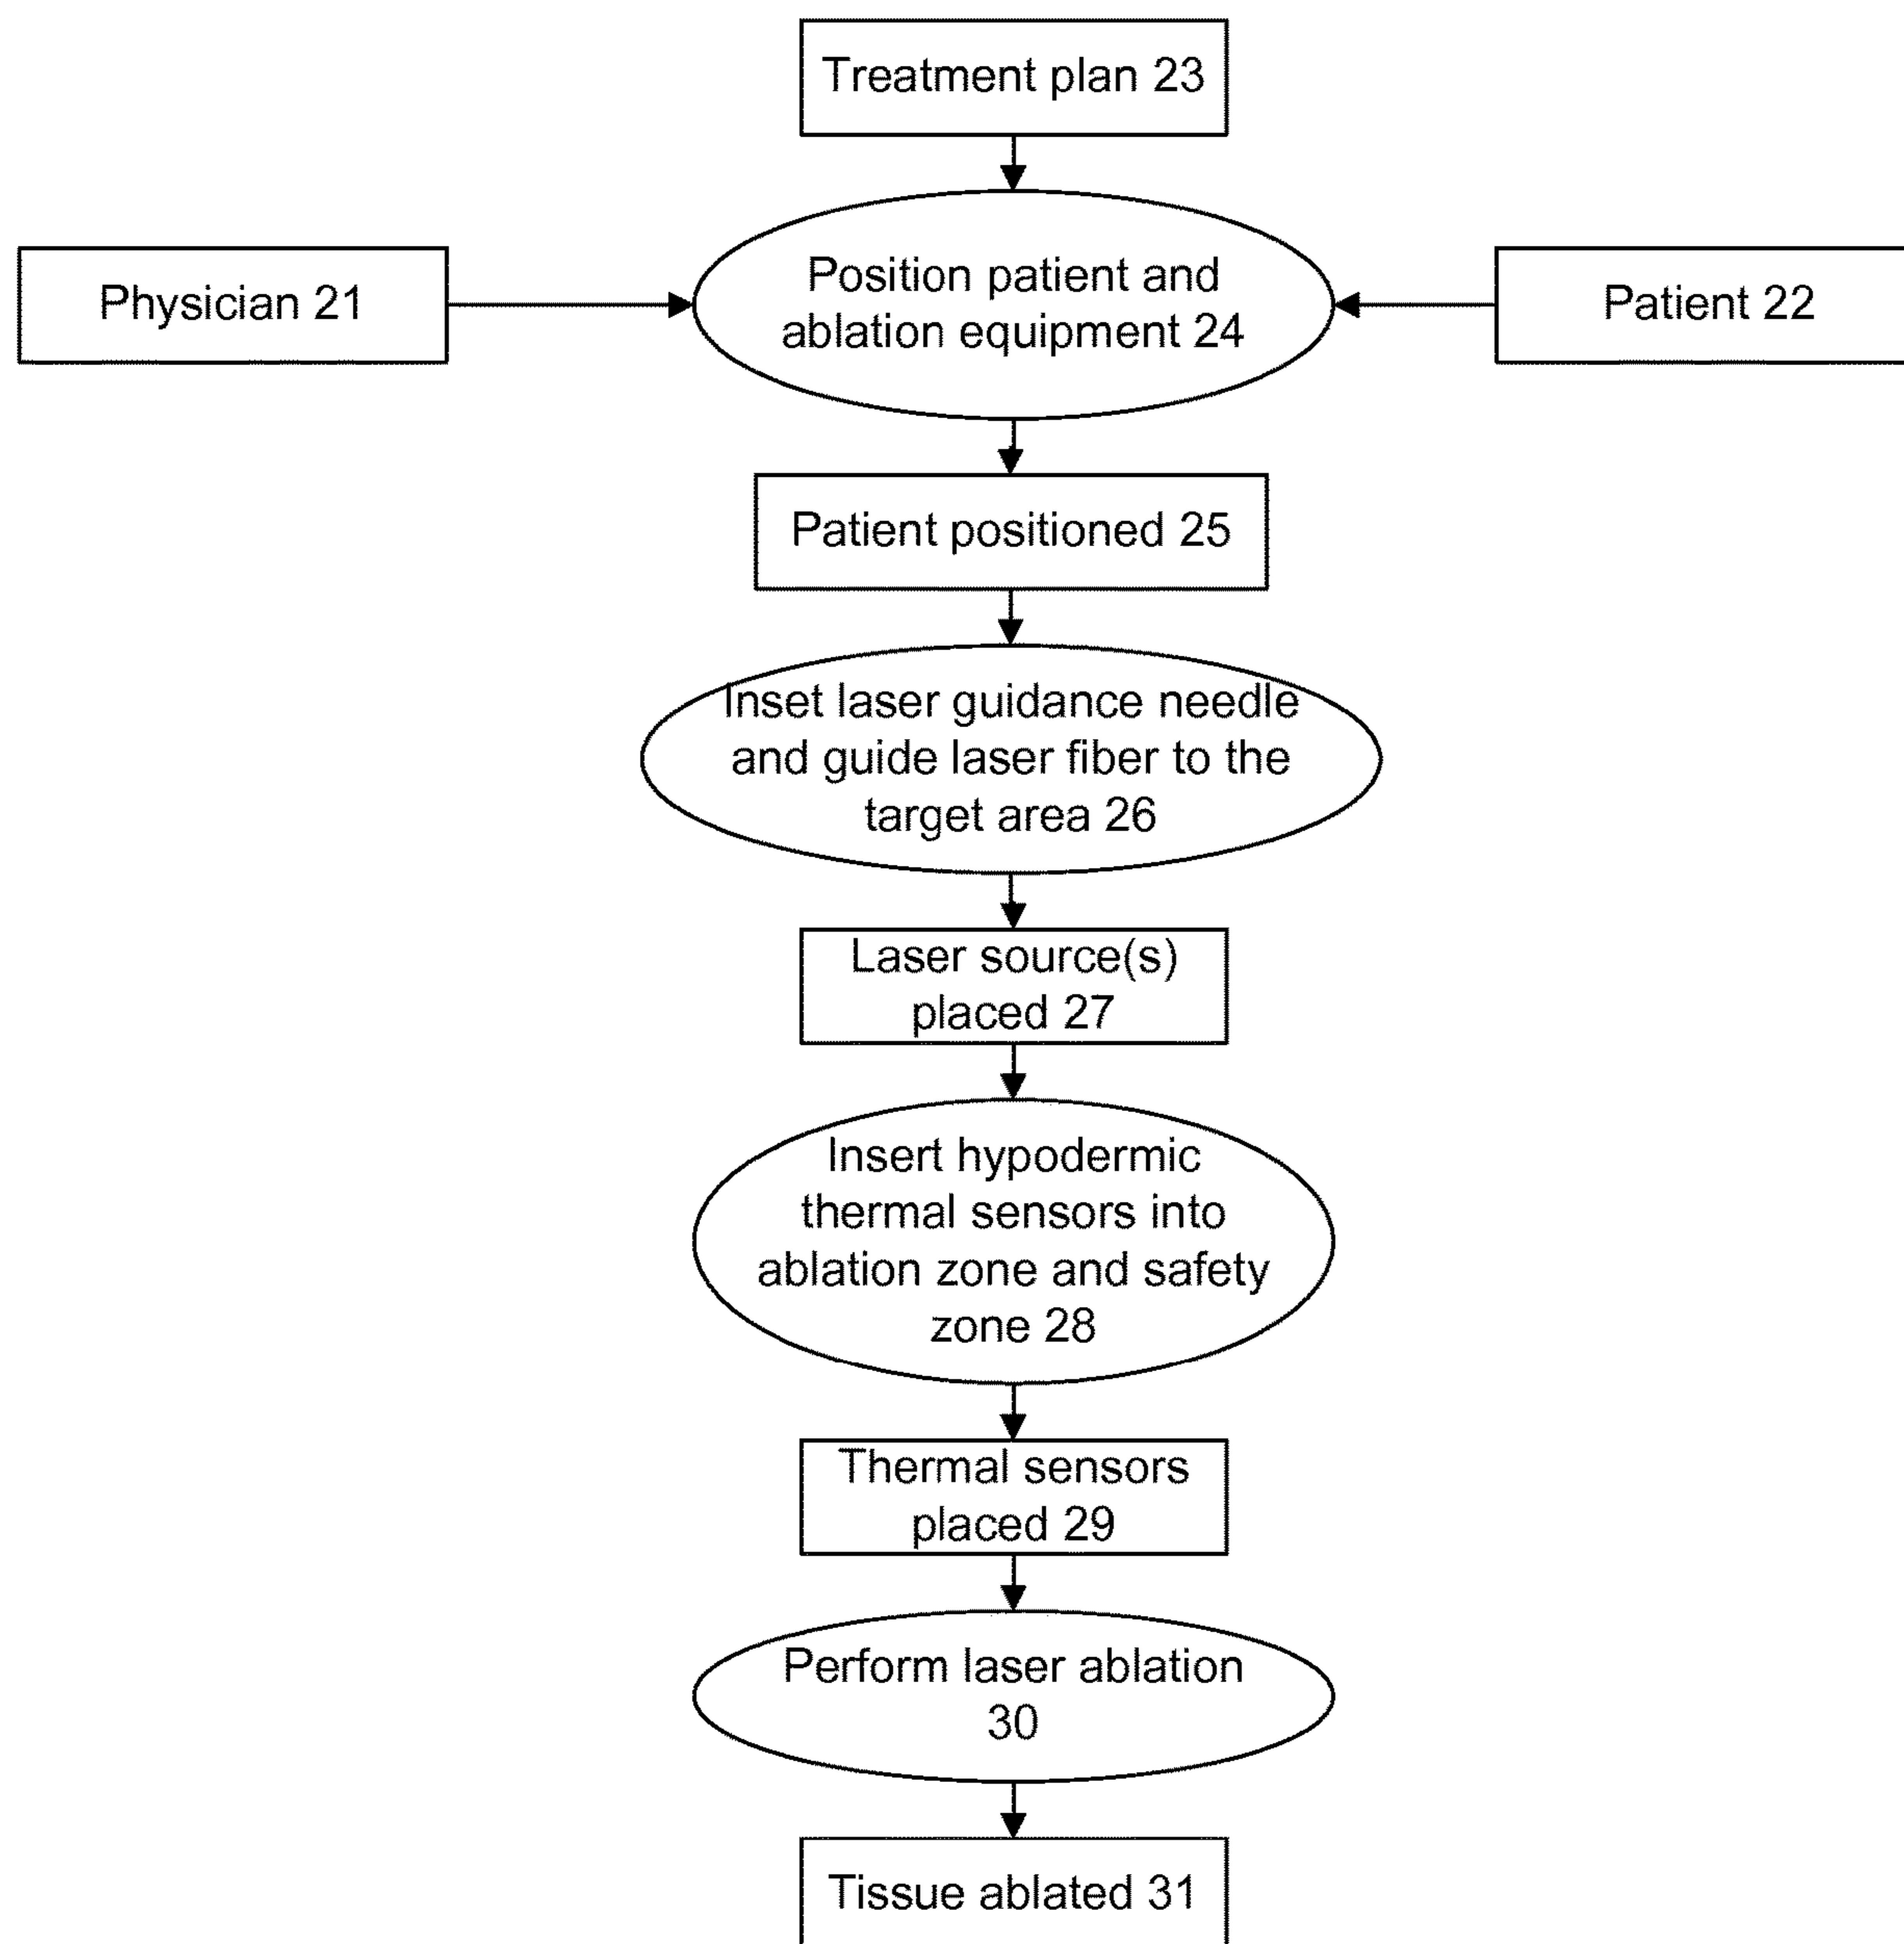 Treatment plan 23
Physician 21
Position patient and
ablation equipment 24
Patient 22
Patient positioned 25
Inset laser guidance needle
and guide laser fiber to the
target area 26
Laser source(s)
placed 27
Insert hypodermic
thermal sensors into
ablation zone and safety
zone 28
Thermal sensors
placed 29
Perform laser ablation
30
Tissue ablated 31